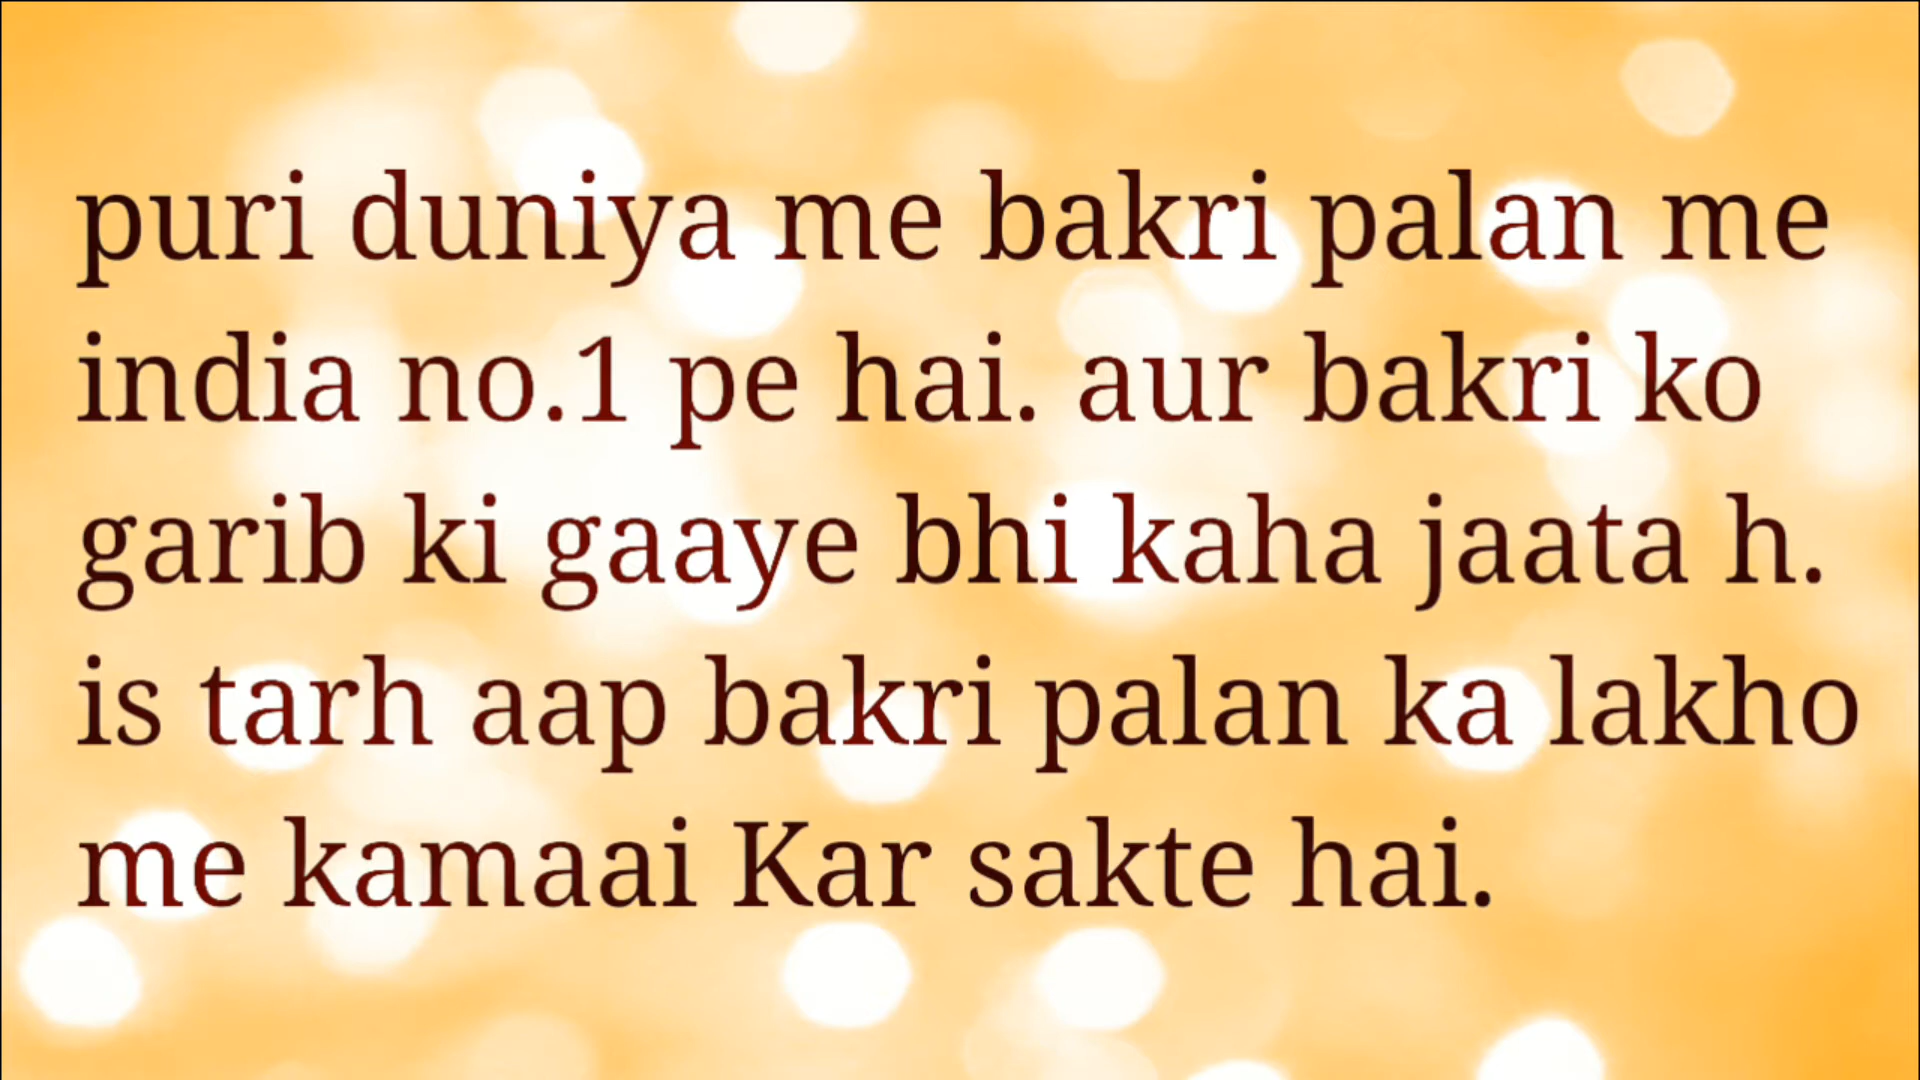 puri duniya me bakri palan me
india no.1 pe hai. aur bakri ko
garib ki gaaye bhi kaha jaata h.
is tarh aap bakri palan ka lakho
me kamaai Kar sakte hai.